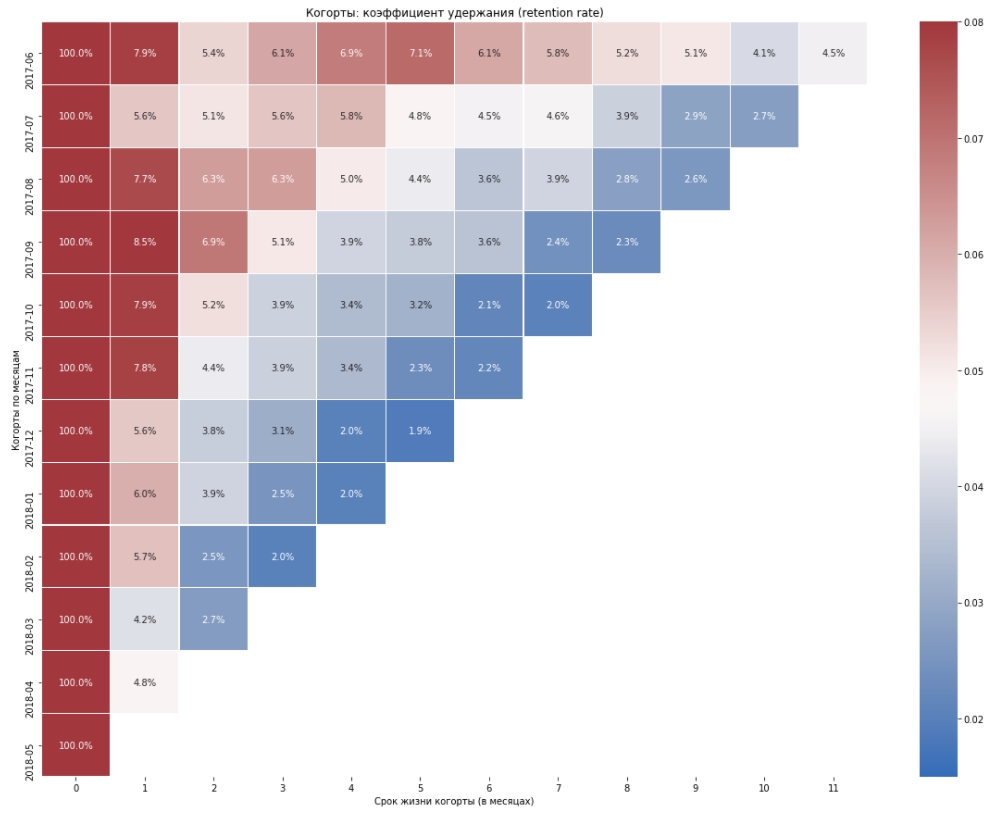 Когорты: коэффициент удержания (retention rate)
Когорты по месяцам
2017-06 100.0% 7.9% 5.4% 6.1% 6.9% 7.1% 6.1% 5.8% 5.2% 5.1% 4.1% 4.5%
2017-07 100.0% 5.6% 5.1% 5.6% 5.8% 4.8% 4.5% 4.6% 3.9% 2.9% 2.7%
2017-08 100.0% 7.7% 6.3% 6.3% 5.0% 4.4% 3.6% 3.9% 2.8% 2.6%
2017-09 100.0% 8.5% 6.9% 5.1% 3.9% 3.8% 3.6% 2.4% 2.3%
2017-10 100.0% 7.9% 5.2% 3.9% 3.4% 3.2% 2.1% 2.0%
2017-11 100.0% 7.8% 4.4% 3.9% 3.4% 2.3% 2.2%
2017-12 100.0% 5.6% 3.8% 3.1% 2.0% 1.9%
2018-01 100.0% 6.0% 3.9% 2.5% 2.0%
2018-02 100.0% 5.7% 2.5% 2.0%
2018-03 100.0% 4.2% 2.7%
2018-04 100.0% 4.8%
2018-05 100.0%
0 1 2 3 4 5 6 7 8 9 10 11
Срок жизни когорты (в месяцах)
0.08
0.07
0.06
0.05
0.04
0.03
0.02